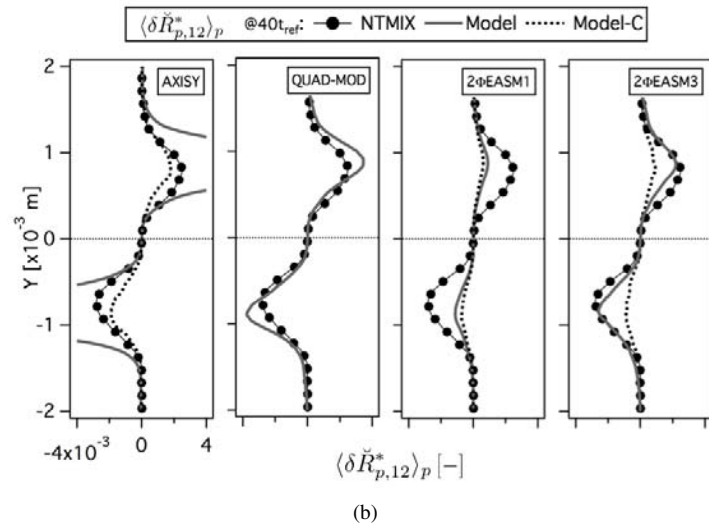 ⟨δR̆*p,12⟩p @40tref: NTMIX Model Model-C
AXISY QUAD-MOD 2ΦEASM1 2ΦEASM3
2
1
0
-1
-2
Y [x10⁻³ m]
-4x10⁻³ 0 4
⟨δR̆*p,12⟩p [−]
(b)